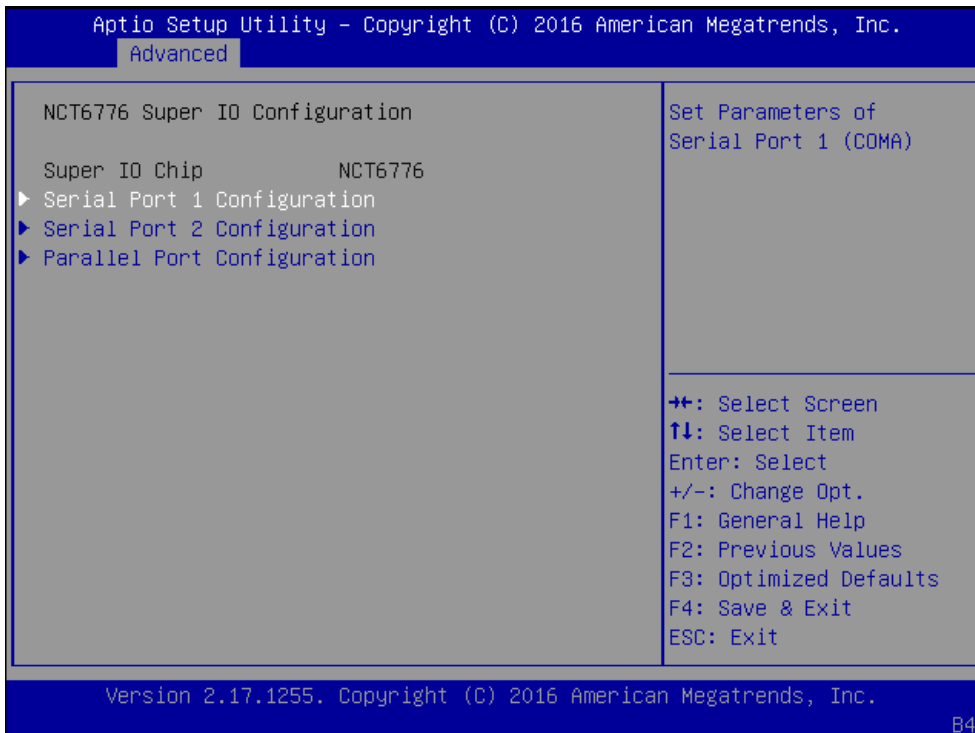 Aptio Setup Utility – Copyright (C) 2016 American Megatrends, Inc.
Advanced
NCT6776 Super IO Configuration
Super IO Chip NCT6776
Serial Port 1 Configuration
Serial Port 2 Configuration
Parallel Port Configuration
Set Parameters of
Serial Port 1 (COMA)
→←: Select Screen
↑↓: Select Item
Enter: Select
+/-: Change Opt.
F1: General Help
F2: Previous Values
F3: Optimized Defaults
F4: Save & Exit
ESC: Exit
Version 2.17.1255. Copyright (C) 2016 American Megatrends, Inc.
B4